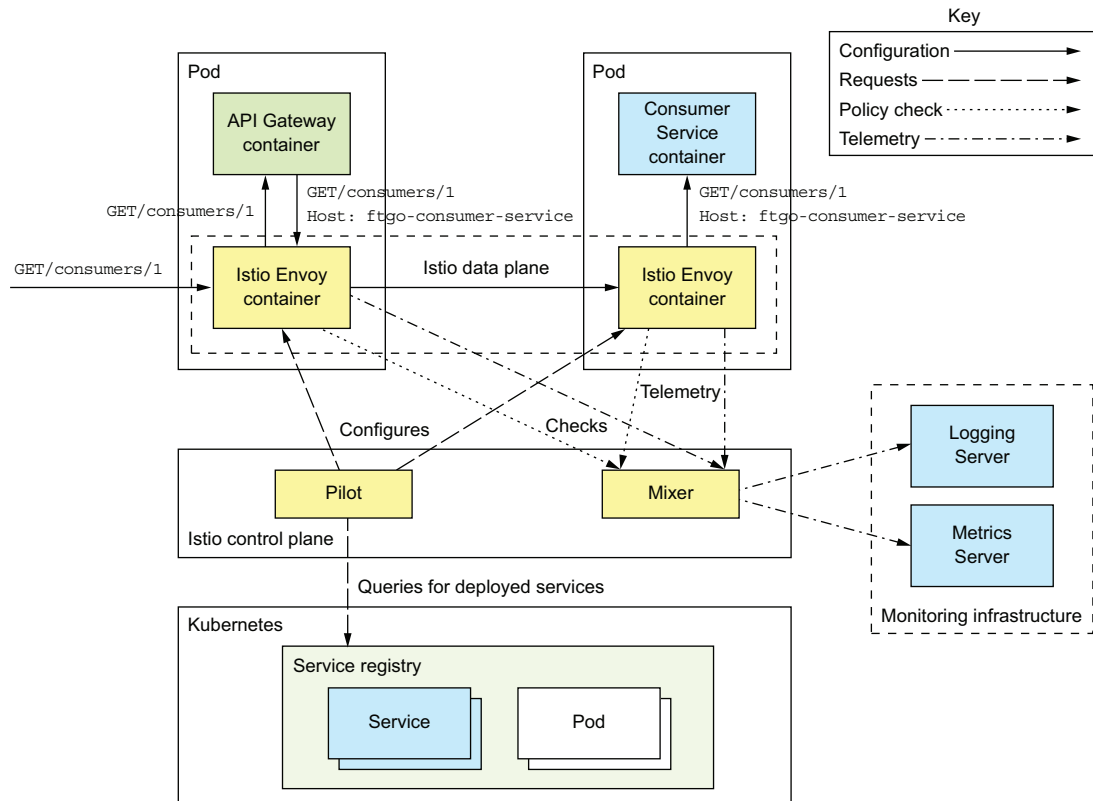 Key
Configuration
Requests
Policy check
Telemetry
Pod
API Gateway
container
GET/consumers/1
GET/consumers/1
Host: ftgo-consumer-service
GET/consumers/1
Istio Envoy
container
Istio data plane
Pod
Consumer
Service
container
GET/consumers/1
Host: ftgo-consumer-service
Istio Envoy
container
Configures
Checks
Telemetry
Pilot
Mixer
Istio control plane
Logging
Server
Metrics
Server
Monitoring infrastructure
Queries for deployed services
Kubernetes
Service registry
Service
Pod